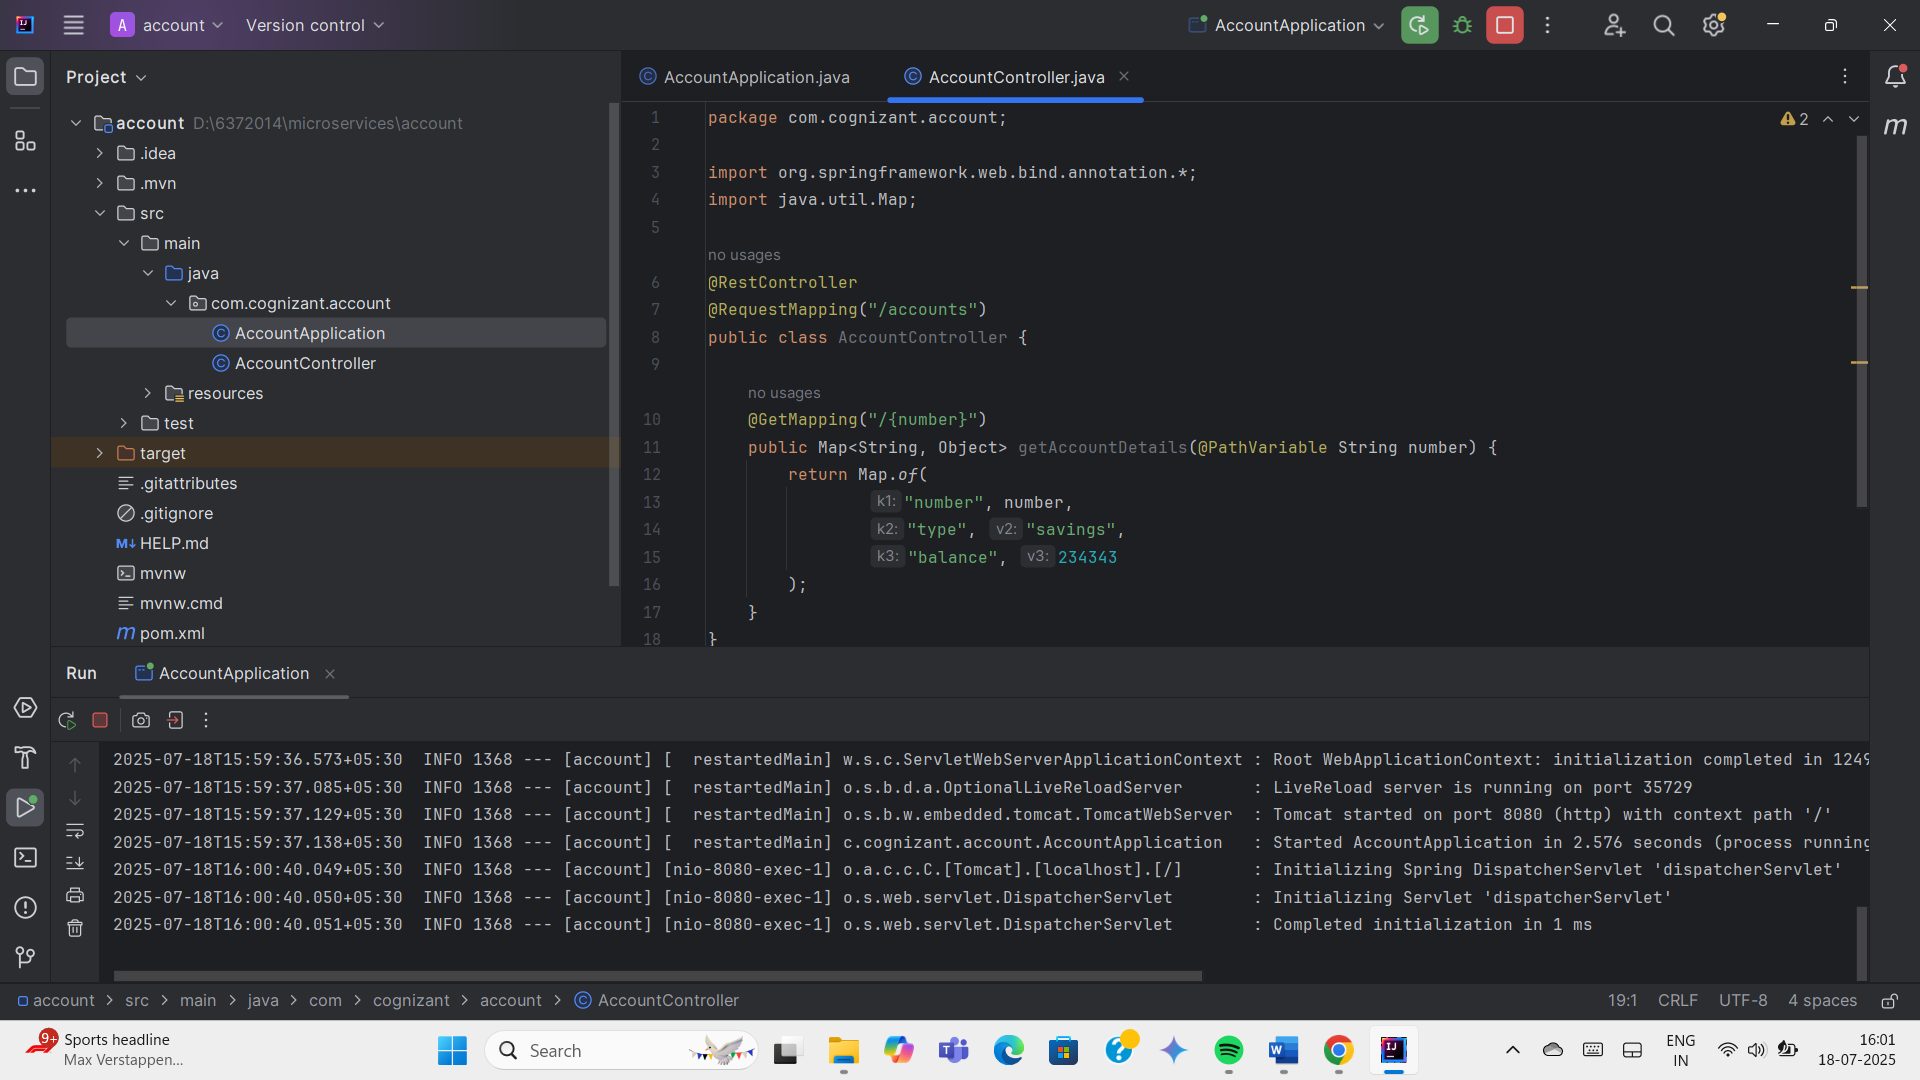 A account Version control AccountApplication
Project
AccountApplication.java AccountController.java
account D:\6372014\microservices\account
.idea
.mvn
src
main
java
com.cognizant.account
AccountApplication
AccountController
resources
test
target
.gitattributes
.gitignore
M↓ HELP.md
mvnw
mvnw.cmd
m pom.xml
2
m
1 package com.cognizant.account;
2
3 import org.springframework.web.bind.annotation.*;
4 import java.util.Map;
5
no usages
6 @RestController
7 @RequestMapping("/accounts")
8 public class AccountController {
9
no usages
10 @GetMapping("/{number}")
11 public Map<String, Object> getAccountDetails(@PathVariable String number) {
12 return Map.of(
13 k1: "number", number,
14 k2: "type", v2: "savings",
15 k3: "balance", v3: 234343
16 );
17 }
18 }
Run AccountApplication
2025-07-18T15:59:36.573+05:30 INFO 1368 --- [account] [ restartedMain] w.s.c.ServletWebServerApplicationContext : Root WebApplicationContext: initialization completed in 1249
2025-07-18T15:59:37.085+05:30 INFO 1368 --- [account] [ restartedMain] o.s.b.d.a.OptionalLiveReloadServer : LiveReload server is running on port 35729
2025-07-18T15:59:37.129+05:30 INFO 1368 --- [account] [ restartedMain] o.s.b.w.embedded.tomcat.TomcatWebServer : Tomcat started on port 8080 (http) with context path '/'
2025-07-18T15:59:37.138+05:30 INFO 1368 --- [account] [ restartedMain] c.cognizant.account.AccountApplication : Started AccountApplication in 2.576 seconds (process running
2025-07-18T16:00:40.049+05:30 INFO 1368 --- [account] [nio-8080-exec-1] o.a.c.c.C.[Tomcat].[localhost].[/] : Initializing Spring DispatcherServlet 'dispatcherServlet'
2025-07-18T16:00:40.050+05:30 INFO 1368 --- [account] [nio-8080-exec-1] o.s.web.servlet.DispatcherServlet : Initializing Servlet 'dispatcherServlet'
2025-07-18T16:00:40.051+05:30 INFO 1368 --- [account] [nio-8080-exec-1] o.s.web.servlet.DispatcherServlet : Completed initialization in 1 ms
account > src > main > java > com > cognizant > account > AccountController
19:1 CRLF UTF-8 4 spaces
9+ Sports headline
Max Verstappen...
Search
ENG
IN
16:01
18-07-2025